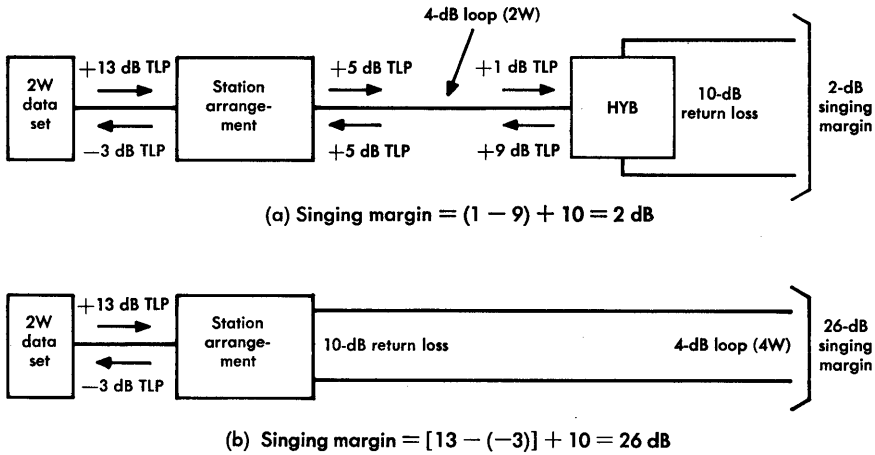 4-dB loop (2W)
+13 dB TLP
+5 dB TLP
+1 dB TLP
2W
data
set
Station
arrange-
ment
HYB
10-dB
return loss
2-dB
singing
margin
−3 dB TLP
+5 dB TLP
+9 dB TLP
(a) Singing margin = (1 − 9) + 10 = 2 dB
+13 dB TLP
2W
data
set
Station
arrange-
ment
10-dB return loss
4-dB loop (4W)
26-dB
singing
margin
−3 dB TLP
(b) Singing margin = [13 − (−3)] + 10 = 26 dB